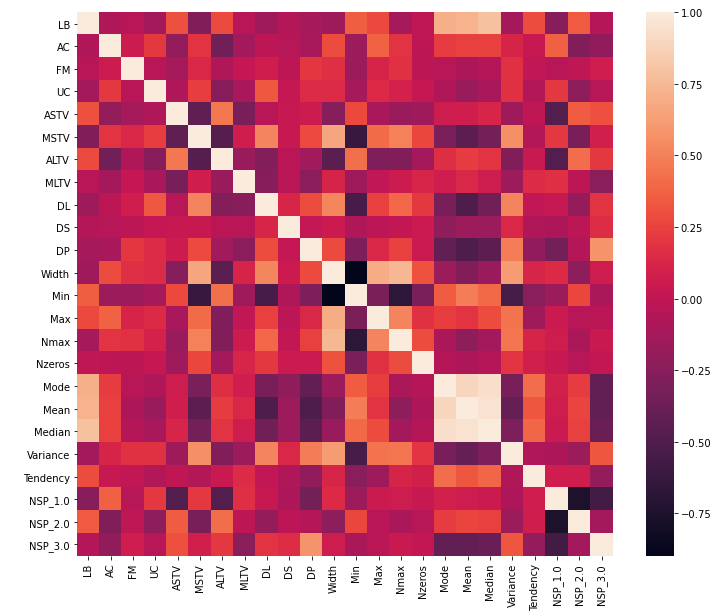 LB
AC
FM
UC
ASTV
MSTV
ALTV
MLTV
DL
DS
DP
Width
Min
Max
Nmax
Nzeros
Mode
Mean
Median
Variance
Tendency
NSP_1.0
NSP_2.0
NSP_3.0
LB AC FM UC ASTV MSTV ALTV MLTV DL DS DP Width Min Max Nmax Nzeros Mode Mean Median Variance Tendency NSP_1.0 NSP_2.0 NSP_3.0
1.00
0.75
0.50
0.25
0.00
−0.25
−0.50
−0.75